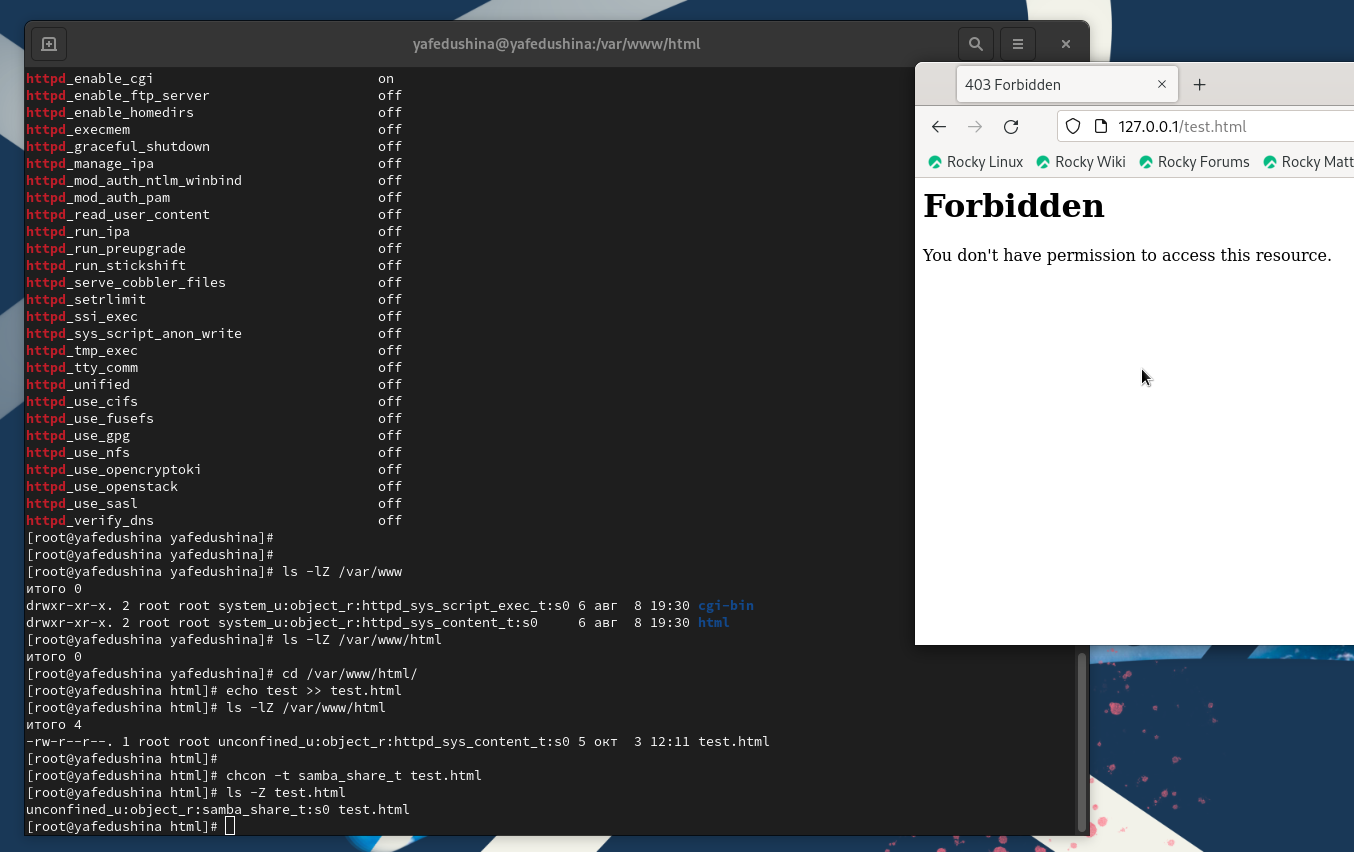 yafedushina@yafedushina:/var/www/html
httpd_enable_cgi on
httpd_enable_ftp_server off
httpd_enable_homedirs off
httpd_execmem off
httpd_graceful_shutdown off
httpd_manage_ipa off
httpd_mod_auth_ntlm_winbind off
httpd_mod_auth_pam off
httpd_read_user_content off
httpd_run_ipa off
httpd_run_preupgrade off
httpd_run_stickshift off
httpd_serve_cobbler_files off
httpd_setrlimit off
httpd_ssi_exec off
httpd_sys_script_anon_write off
httpd_tmp_exec off
httpd_tty_comm off
httpd_unified off
httpd_use_cifs off
httpd_use_fusefs off
httpd_use_gpg off
httpd_use_nfs off
httpd_use_opencryptoki off
httpd_use_openstack off
httpd_use_sasl off
httpd_verify_dns off
[root@yafedushina yafedushina]#
[root@yafedushina yafedushina]#
[root@yafedushina yafedushina]# ls -lZ /var/www
итого 0
drwxr-xr-x. 2 root root system_u:object_r:httpd_sys_script_exec_t:s0 6 авг  8 19:30 cgi-bin
drwxr-xr-x. 2 root root system_u:object_r:httpd_sys_content_t:s0     6 авг  8 19:30 html
[root@yafedushina yafedushina]# ls -lZ /var/www/html
итого 0
[root@yafedushina yafedushina]# cd /var/www/html/
[root@yafedushina html]# echo test >> test.html
[root@yafedushina html]# ls -lZ /var/www/html
итого 4
-rw-r--r--. 1 root root unconfined_u:object_r:httpd_sys_content_t:s0 5 окт  3 12:11 test.html
[root@yafedushina html]#
[root@yafedushina html]# chcon -t samba_share_t test.html
[root@yafedushina html]# ls -Z test.html
unconfined_u:object_r:samba_share_t:s0 test.html
[root@yafedushina html]#
403 Forbidden
127.0.0.1/test.html
Rocky Linux Rocky Wiki Rocky Forums Rocky Matt
Forbidden
You don't have permission to access this resource.